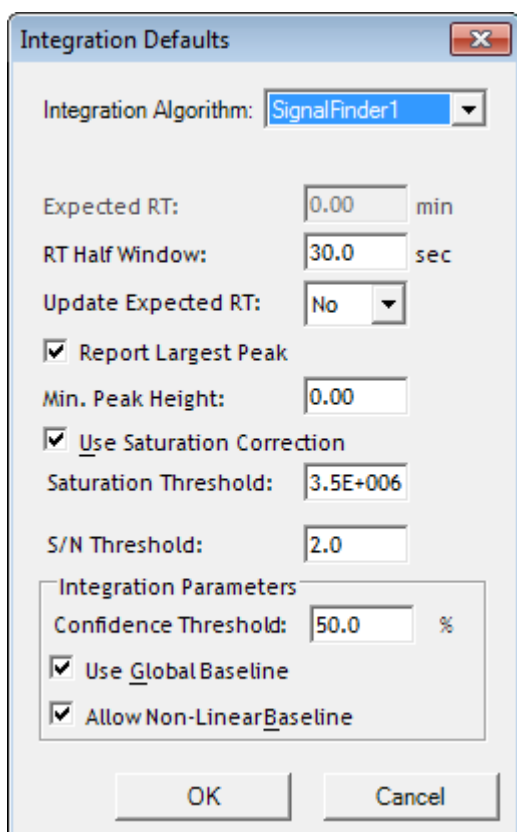 Integration Defaults
Integration Algorithm: SignalFinder1
Expected RT: 0.00 min
RT Half Window: 30.0 sec
Update Expected RT: No
Report Largest Peak
Min. Peak Height: 0.00
Use Saturation Correction
Saturation Threshold: 3.5E+006
S/N Threshold: 2.0
Integration Parameters
Confidence Threshold: 50.0 %
Use Global Baseline
Allow Non-Linear Baseline
OK Cancel